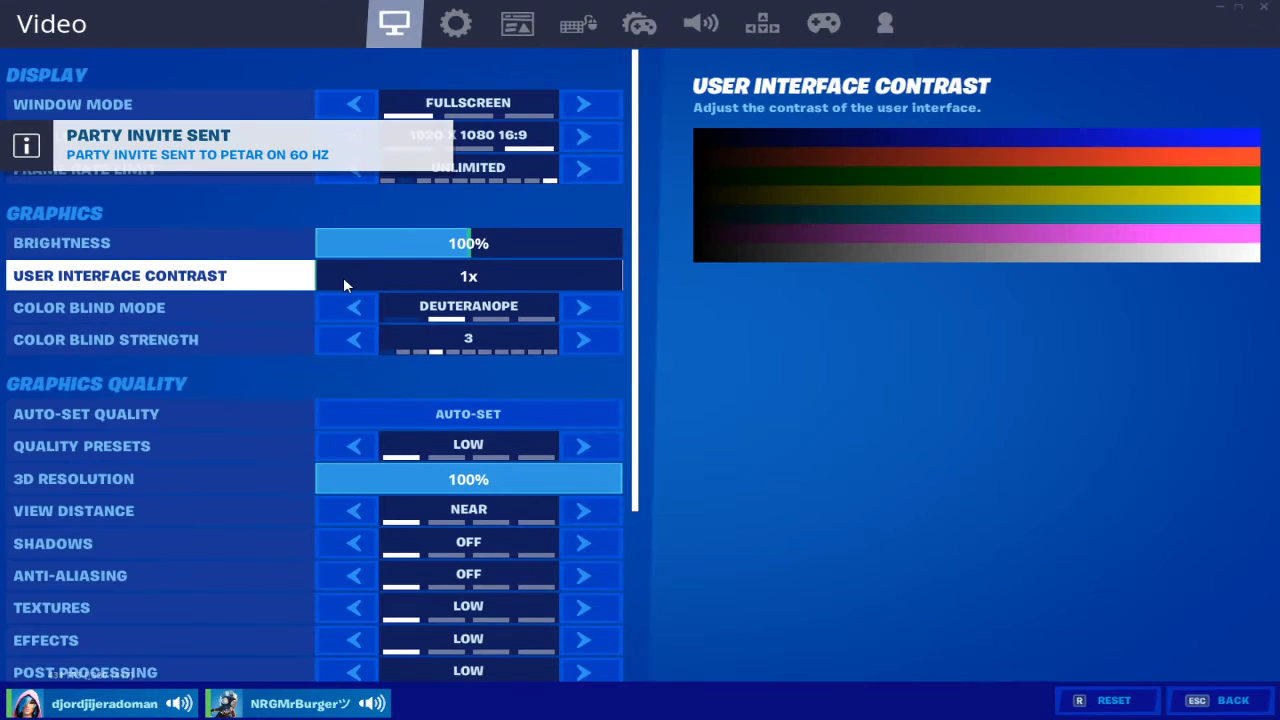 Video
DISPLAY
WINDOW MODE
FULLSCREEN
PARTY INVITE SENT
PARTY INVITE SENT TO PETAR ON 60 HZ
1920 X 1080 16:9
FRAME RATE LIMIT
UNLIMITED
GRAPHICS
BRIGHTNESS
100%
USER INTERFACE CONTRAST
1x
COLOR BLIND MODE
DEUTERANOPE
COLOR BLIND STRENGTH
3
GRAPHICS QUALITY
AUTO-SET QUALITY
AUTO-SET
QUALITY PRESETS
LOW
3D RESOLUTION
100%
VIEW DISTANCE
NEAR
SHADOWS
OFF
ANTI-ALIASING
OFF
TEXTURES
LOW
EFFECTS
LOW
POST PROCESSING
LOW
USER INTERFACE CONTRAST
Adjust the contrast of the user interface.
djordjijeradoman
NRGMrBurgerツ
R RESET
ESC BACK